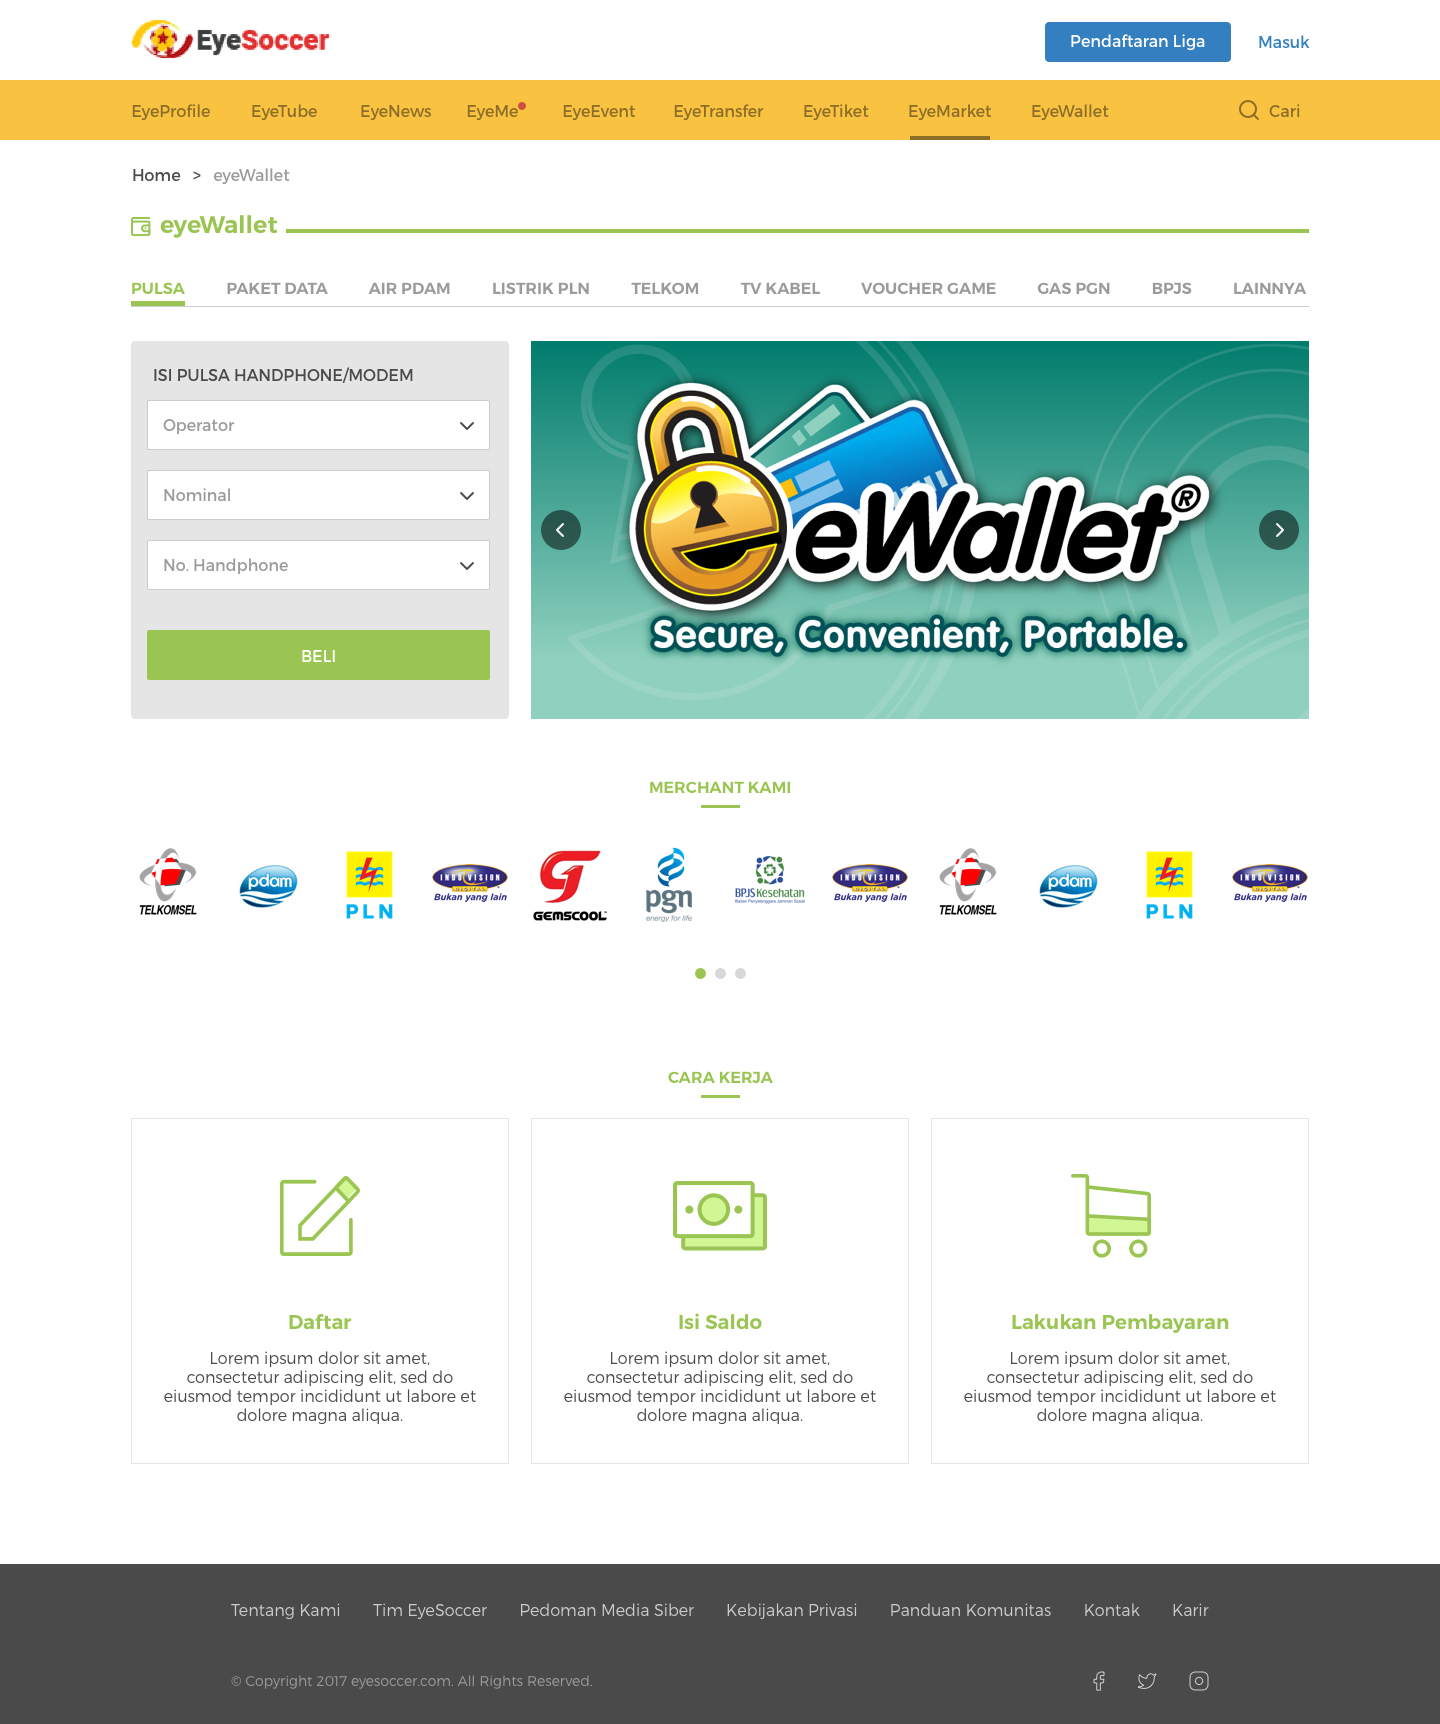 EyeSoccer
Pendaftaran Liga
Masuk
EyeProfile EyeTube EyeNews EyeMe EyeEvent EyeTransfer EyeTiket EyeMarket EyeWallet Cari
Home > eyeWallet
eyeWallet
PULSA PAKET DATA AIR PDAM LISTRIK PLN TELKOM TV KABEL VOUCHER GAME GAS PGN BPJS LAINNYA
ISI PULSA HANDPHONE/MODEM
Operator
Nominal
No. Handphone
BELI
eWallet®
Secure, Convenient, Portable.
MERCHANT KAMI
TELKOMSEL
pdam
PLN
INDOVISION
DIGITAL
Bukan yang lain
GEMSCOOL
pgn
energy for life
BPJS Kesehatan
Badan Penyelenggara Jaminan Sosial
INDOVISION
DIGITAL
Bukan yang lain
TELKOMSEL
pdam
PLN
INDOVISION
DIGITAL
Bukan yang lain
CARA KERJA
Daftar
Lorem ipsum dolor sit amet,
consectetur adipiscing elit, sed do
eiusmod tempor incididunt ut labore et
dolore magna aliqua.
Isi Saldo
Lorem ipsum dolor sit amet,
consectetur adipiscing elit, sed do
eiusmod tempor incididunt ut labore et
dolore magna aliqua.
Lakukan Pembayaran
Lorem ipsum dolor sit amet,
consectetur adipiscing elit, sed do
eiusmod tempor incididunt ut labore et
dolore magna aliqua.
Tentang Kami Tim EyeSoccer Pedoman Media Siber Kebijakan Privasi Panduan Komunitas Kontak Karir
© Copyright 2017 eyesoccer.com. All Rights Reserved.